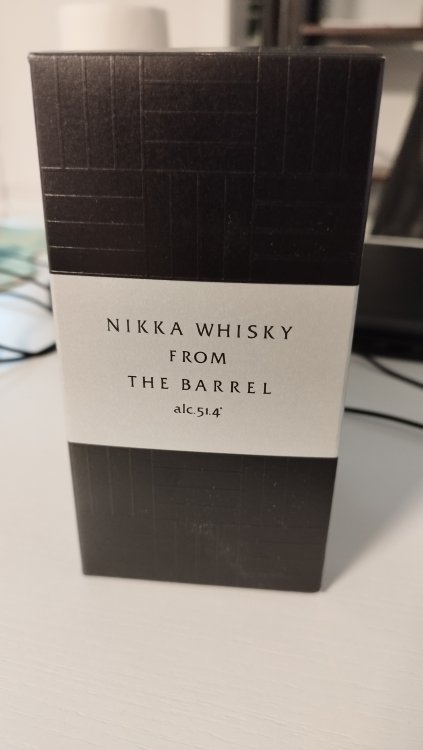 NIKKA WHISKY
FROM
THE BARREL
alc.51.4°